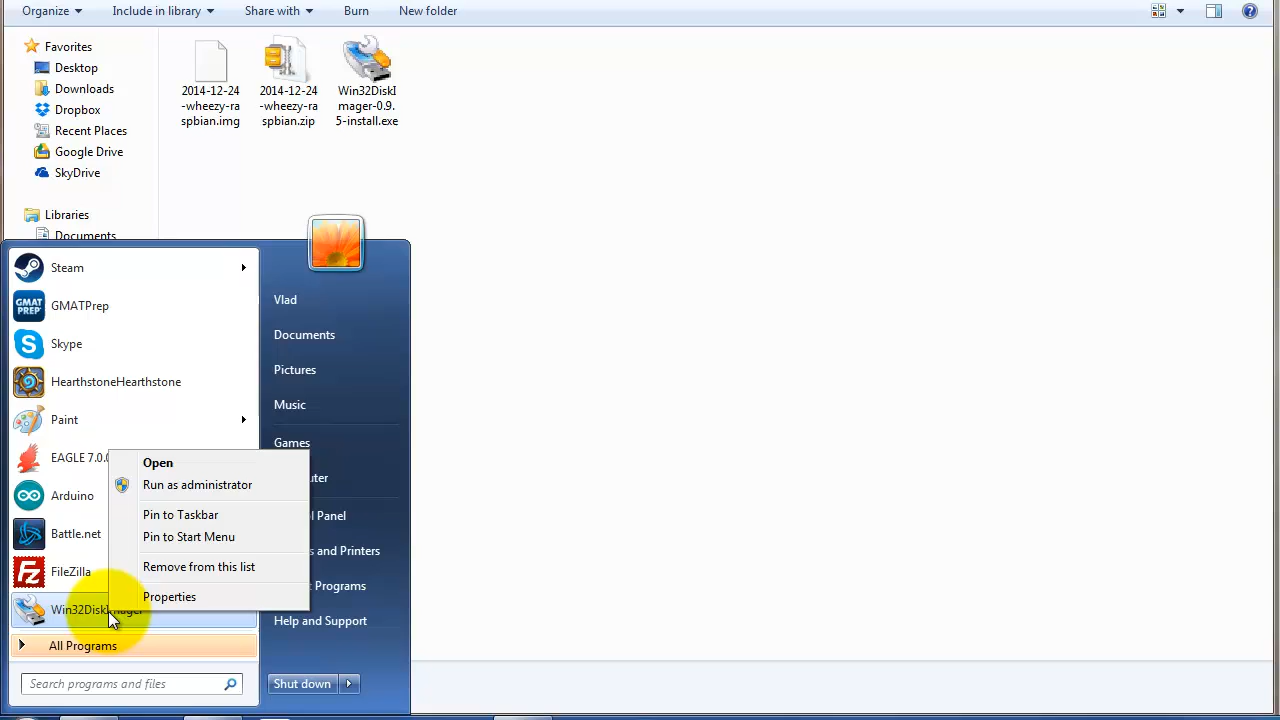 Organize Include in library Share with Burn New folder
Favorites
Desktop
Downloads
Dropbox
Recent Places
Google Drive
SkyDrive
Libraries
Documents
2014-12-24
-wheezy-ra
spbian.img
2014-12-24
-wheezy-ra
spbian.zip
Win32DiskI
mager-0.9.
5-install.exe
Steam
GMAT PREP
GMATPrep
Skype
HearthstoneHearthstone
Paint
EAGLE 7.0.0
Arduino
Battle.net
FileZilla
Win32DiskImager
All Programs
Search programs and files
Open
Run as administrator
Pin to Taskbar
Pin to Start Menu
Remove from this list
Properties
Vlad
Documents
Pictures
Music
Games
uter
l Panel
s and Printers
t Programs
Help and Support
Shut down